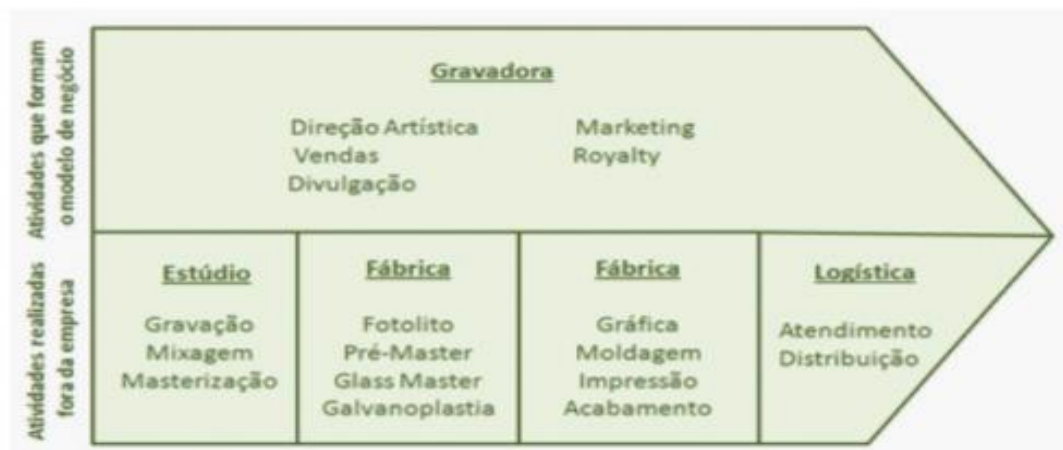 Atividades que formam
o modelo de negócio
Gravadora
Direção Artística
Vendas
Divulgação
Marketing
Royalty
Atividades realizadas
fora da empresa
Estúdio
Gravação
Mixagem
Masterização
Fábrica
Fotolito
Pré-Master
Glass Master
Galvanoplastia
Fábrica
Gráfica
Moldagem
Impressão
Acabamento
Logística
Atendimento
Distribuição